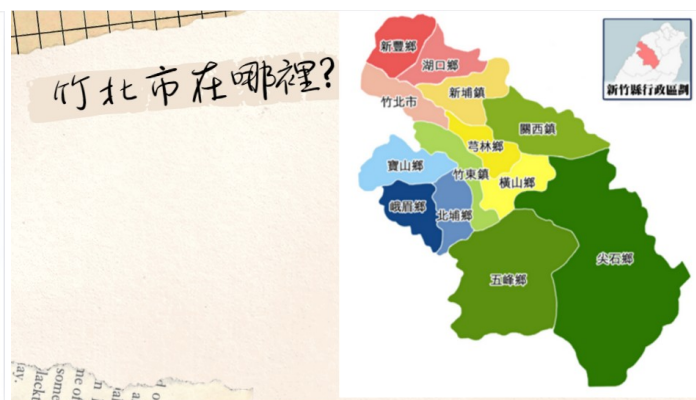 竹北市在哪裡?
新豐鄉
湖口鄉
新埔鎮
竹北市
關西鎮
芎林鄉
寶山鄉
竹東鎮
橫山鄉
峨眉鄉
北埔鄉
尖石鄉
五峰鄉
新竹縣行政區劃